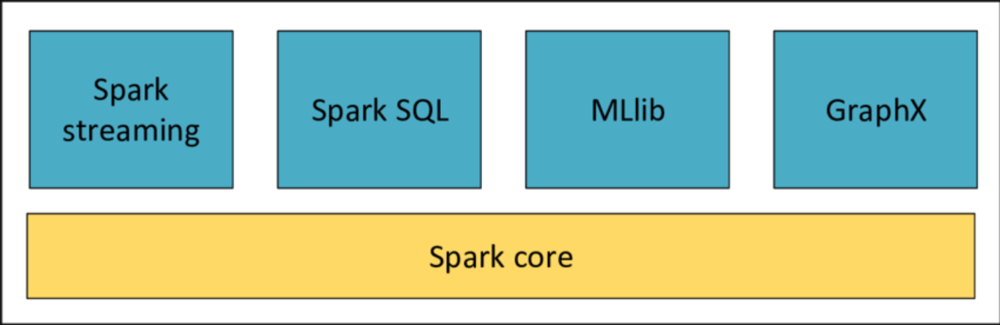 Spark
streaming
Spark SQL
MLlib
GraphX
Spark core